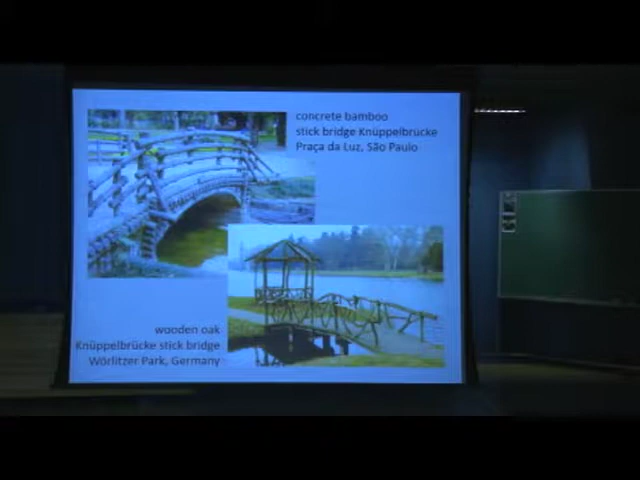 concrete bamboo
stick bridge Knüppelbrücke
Praça da Luz, São Paulo
wooden oak
Knüppelbrücke stick bridge
Wörlitzer Park, Germany